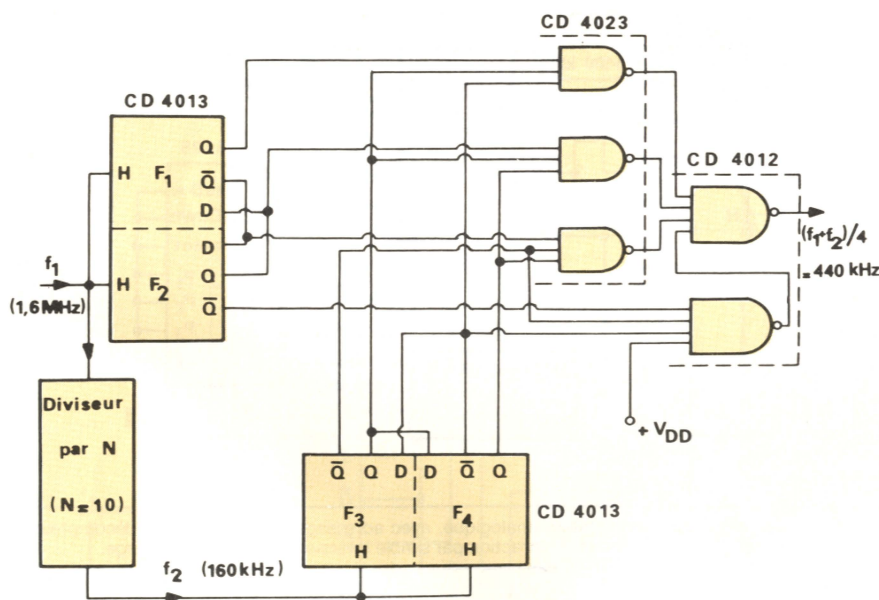 CD 4023
CD 4013
CD 4012
H
F1
Q
Q̅
D
D
H
F2
Q
Q̅
f1
(1,6MHz)
(f1+f2)/4
= 440 kHz
+ VDD
Diviseur
par N
(N=10)
Q̅ Q D D Q̅ Q
F3 F4
H H
CD 4013
f2 (160kHz)